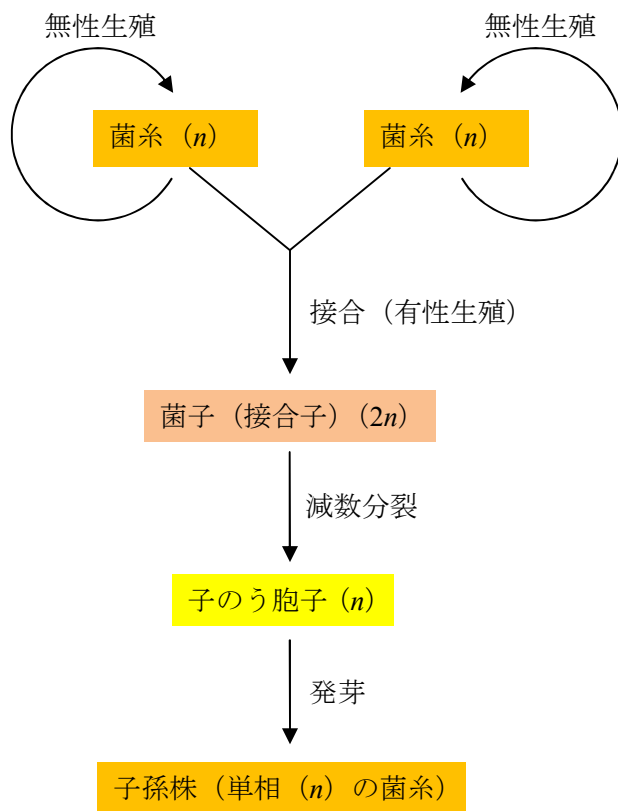 無性生殖
無性生殖
菌糸（n）
菌糸（n）
接合（有性生殖）
菌子（接合子）（2n）
減数分裂
子のう胞子（n）
発芽
子孫株（単相（n）の菌糸）